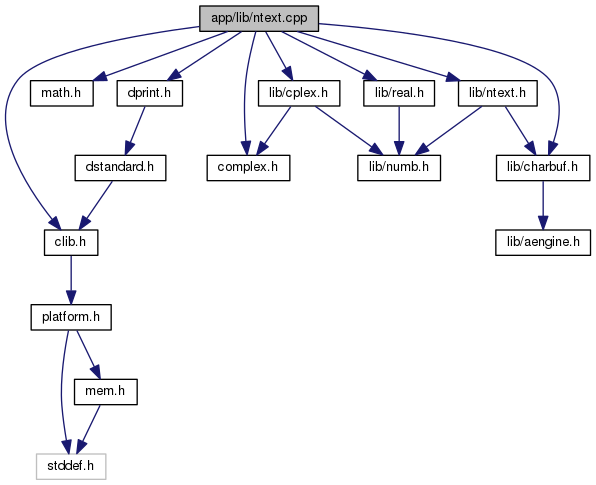 app/lib/ntext.cpp
math.h
dprint.h
lib/cplex.h
lib/real.h
lib/ntext.h
dstandard.h
complex.h
lib/numb.h
lib/charbuf.h
clib.h
lib/aengine.h
platform.h
mem.h
stddef.h